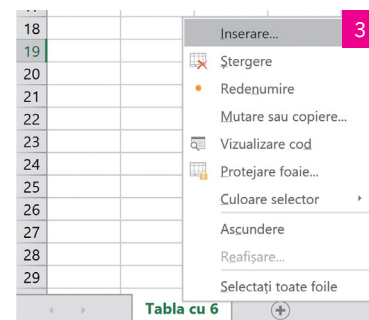 18
19
20
21
22
23
24
25
26
27
28
29
Inserare...
3
Ștergere
Redenumire
Mutare sau copiere...
Vizualizare cod
Protejare foaie...
Culoare selector
Ascundere
Reafișare...
Selectați toate foile
Tabla cu 6